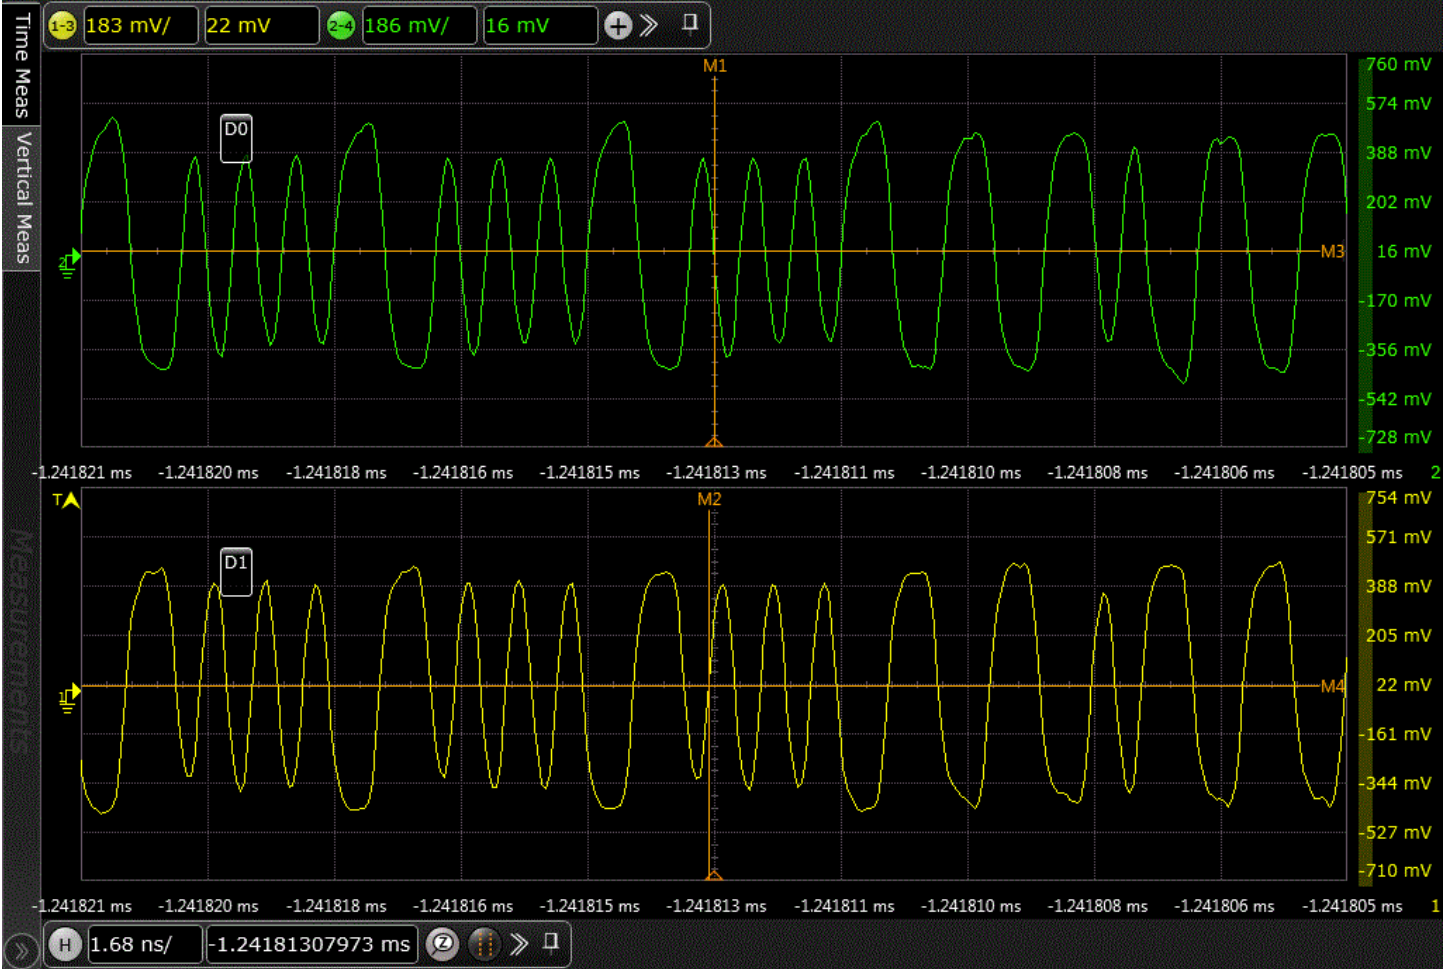 1-3 183 mV/ 22 mV 2-4 186 mV/ 16 mV
Time Meas
Vertical Meas
Measurements
M1
D0
M3
2
760 mV
574 mV
388 mV
202 mV
16 mV
-170 mV
-356 mV
-542 mV
-728 mV
-1.241821 ms -1.241820 ms -1.241818 ms -1.241816 ms -1.241815 ms -1.241813 ms -1.241811 ms -1.241810 ms -1.241808 ms -1.241806 ms -1.241805 ms 2
T
M2
D1
M4
1
754 mV
571 mV
388 mV
205 mV
22 mV
-161 mV
-344 mV
-527 mV
-710 mV
-1.241821 ms -1.241820 ms -1.241818 ms -1.241816 ms -1.241815 ms -1.241813 ms -1.241811 ms -1.241810 ms -1.241808 ms -1.241806 ms -1.241805 ms 1
H 1.68 ns/ -1.24181307973 ms Z